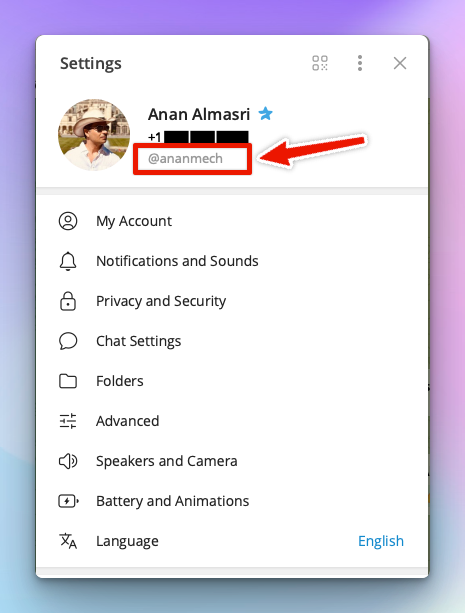 Settings
Anan Almasri
+1
@ananmech
My Account
Notifications and Sounds
Privacy and Security
Chat Settings
Folders
Advanced
Speakers and Camera
Battery and Animations
Language English